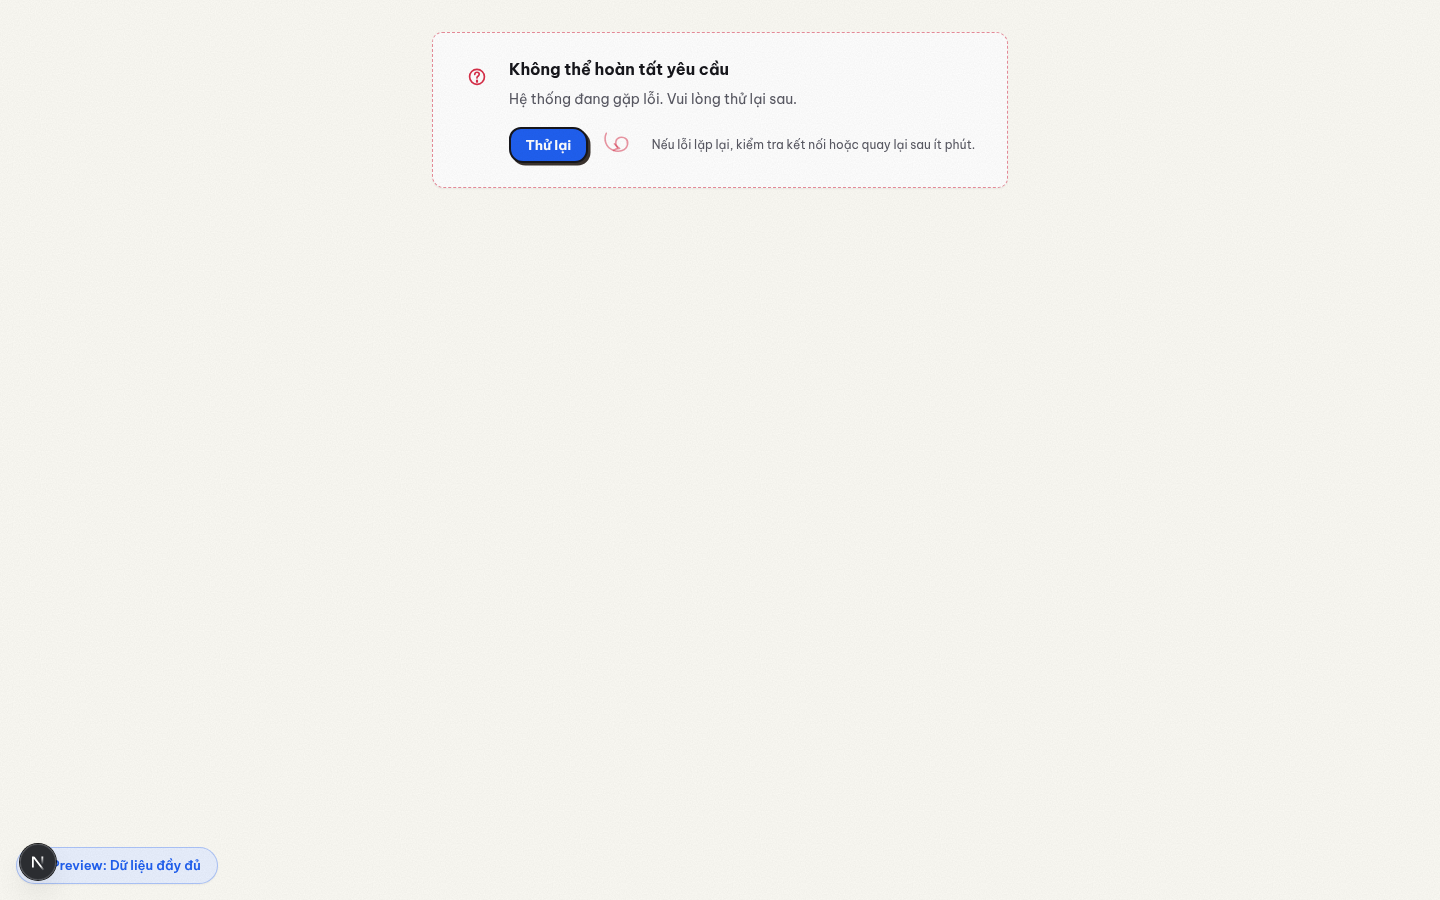 Không thể hoàn tất yêu cầu
Hệ thống đang gặp lỗi. Vui lòng thử lại sau.
Thử lại
Nếu lỗi lặp lại, kiểm tra kết nối hoặc quay lại sau ít phút.
N
Preview: Dữ liệu đầy đủ